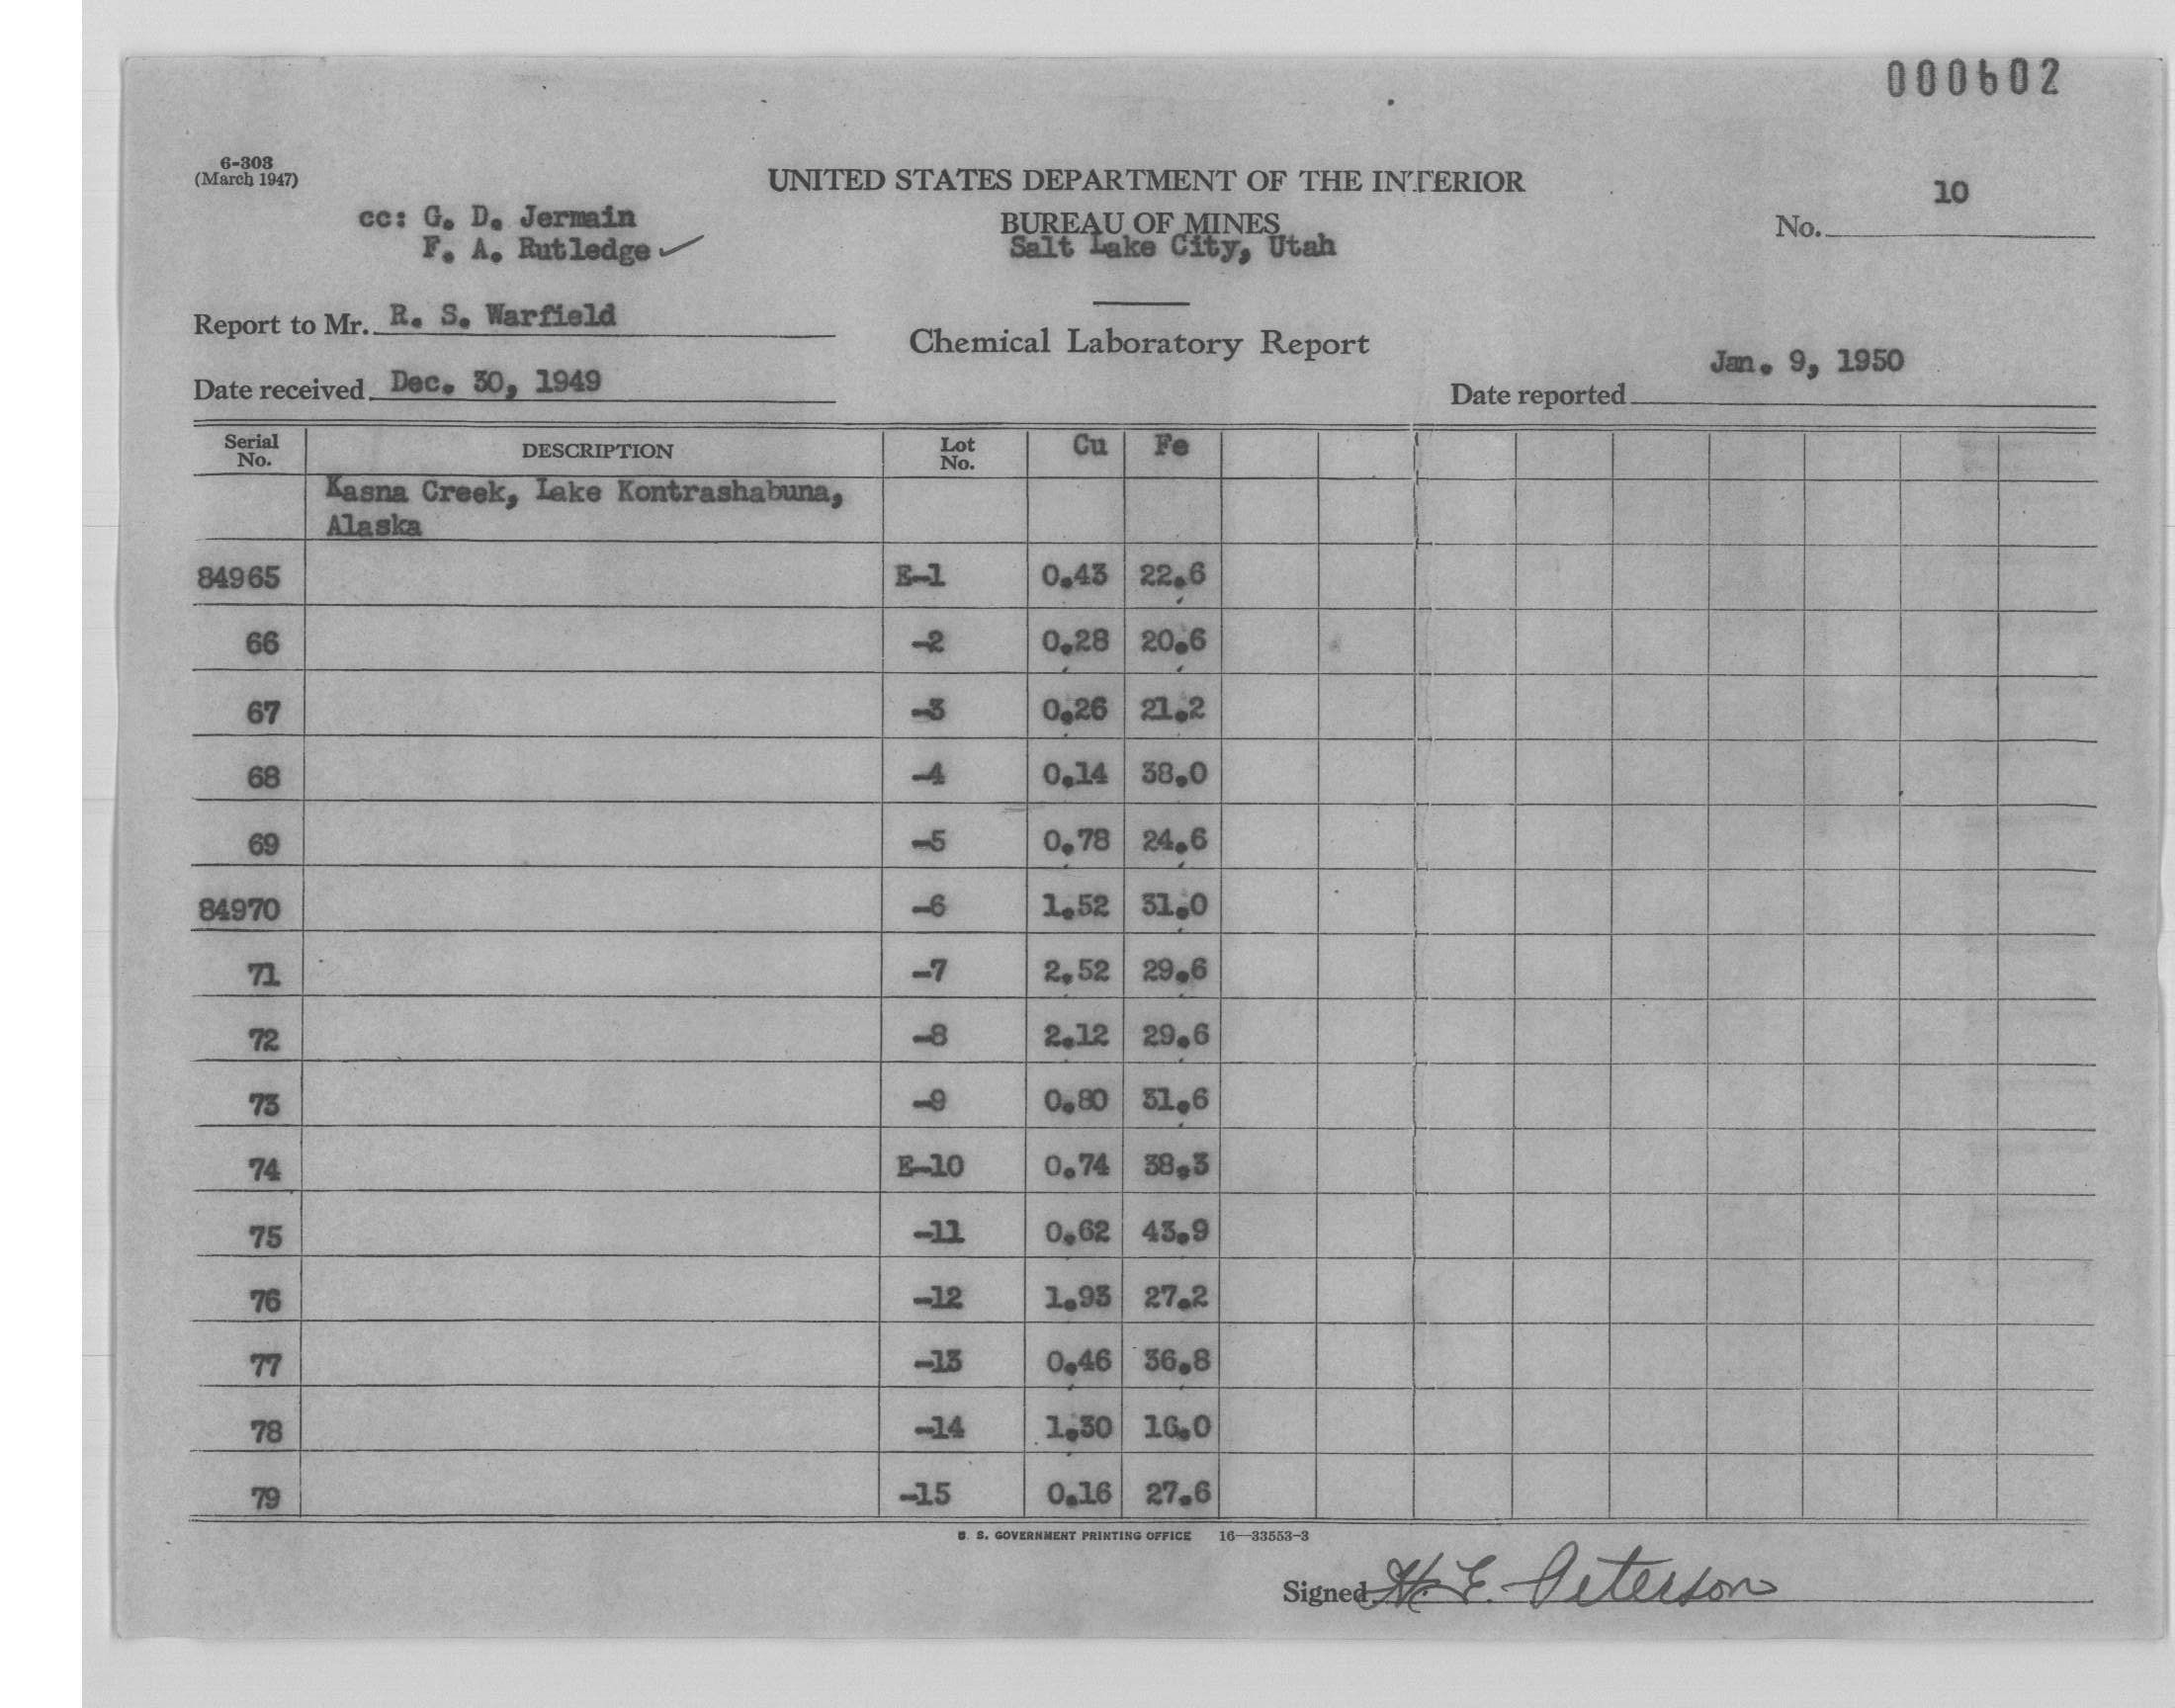 000602
6-303
(March 1947)
UNITED STATES DEPARTMENT OF THE INTERIOR
10
cc: G. D. Jermain
BUREAU OF MINES
No.
F. A. Rutledge ✓
Salt Lake City, Utah
Report to Mr. R. S. Warfield
Chemical Laboratory Report
Jan. 9, 1950
Date received Dec. 30, 1949
Date reported
Serial No. DESCRIPTION Lot No. Cu Fe
Kasna Creek, Lake Kontrashabuna,
Alaska
84965 E-1 0.43 22.6
66 -2 0.28 20.6
67 -3 0.26 21.2
68 -4 0.14 38.0
69 -5 0.78 24.6
84970 -6 1.52 31.0
71 -7 2.52 29.6
72 -8 2.12 29.6
73 -9 0.80 31.6
74 E-10 0.74 38.3
75 -11 0.62 43.9
76 -12 1.93 27.2
77 -13 0.46 36.8
78 -14 1.30 16.0
79 -15 0.16 27.6
U. S. GOVERNMENT PRINTING OFFICE 16—33553-3
Signed H. E. Peterson